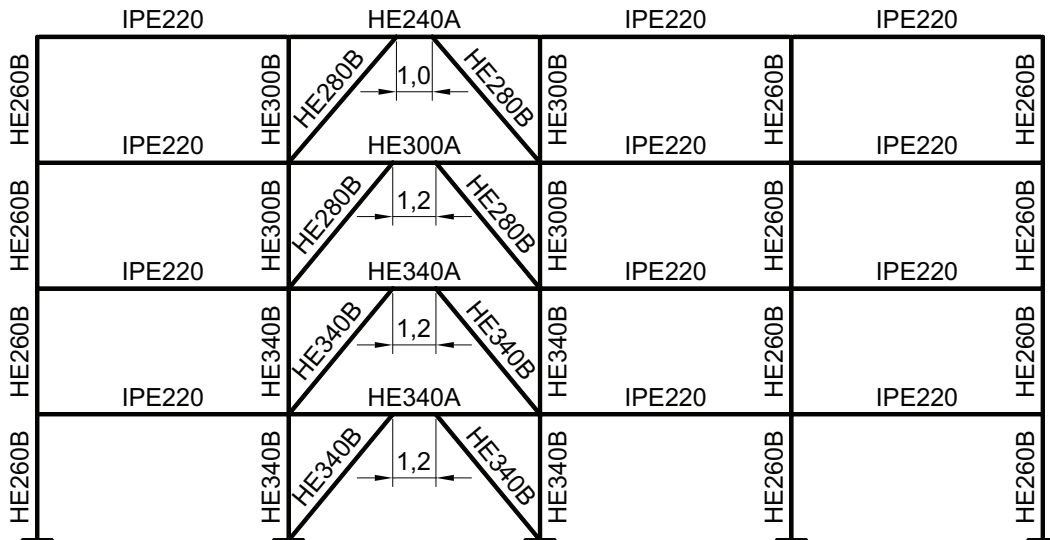 IPE220 HE240A IPE220 IPE220
HE260B HE300B HE280B 1,0 HE280B HE300B HE260B HE260B
IPE220 HE300A IPE220 IPE220
HE260B HE300B HE280B 1,2 HE280B HE300B HE260B HE260B
IPE220 HE340A IPE220 IPE220
HE260B HE340B HE340B 1,2 HE340B HE340B HE260B HE260B
IPE220 HE340A IPE220 IPE220
HE260B HE340B HE340B 1,2 HE340B HE340B HE260B HE260B